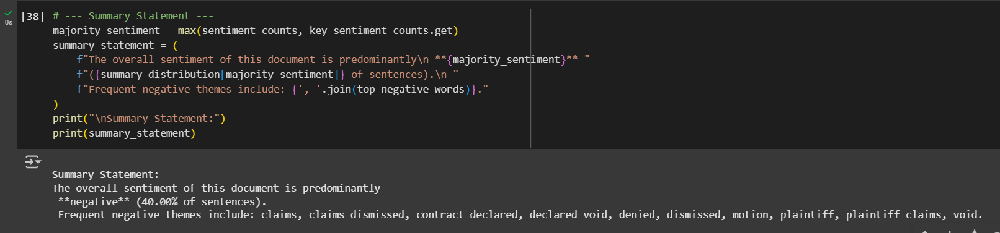 [38] # --- Summary Statement ---
majority_sentiment = max(sentiment_counts, key=sentiment_counts.get)
summary_statement = (
    f"The overall sentiment of this document is predominantly\n **{majority_sentiment}** "
    f"({summary_distribution[majority_sentiment]} of sentences).\n "
    f"Frequent negative themes include: {', '.join(top_negative_words)}."
)
print("\nSummary Statement:")
print(summary_statement)
0s
Summary Statement:
The overall sentiment of this document is predominantly
 **negative** (40.00% of sentences).
 Frequent negative themes include: claims, claims dismissed, contract declared, declared void, denied, dismissed, motion, plaintiff, plaintiff claims, void.